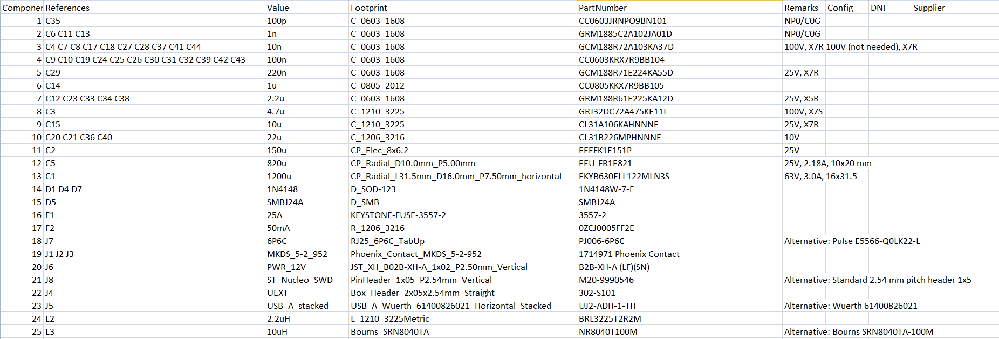 Componen References Value Footprint PartNumber Remarks Config DNF Supplier
1 C35 100p C_0603_1608 CC0603JRNPO9BN101 NP0/C0G
2 C6 C11 C13 1n C_0603_1608 GRM1885C2A102JA01D NP0/C0G
3 C4 C7 C8 C17 C18 C27 C28 C37 C41 C44 10n C_0603_1608 GCM188R72A103KA37D 100V, X7R 100V (not needed), X7R
4 C9 C10 C19 C24 C25 C26 C30 C31 C32 C39 C42 C43 100n C_0603_1608 CC0603KRX7R9BB104
5 C29 220n C_0603_1608 GCM188R71E224KA55D 25V, X7R
6 C14 1u C_0805_2012 CC0805KKX7R9BB105
7 C12 C23 C33 C34 C38 2.2u C_0603_1608 GRM188R61E225KA12D 25V, X5R
8 C3 4.7u C_1210_3225 GRJ32DC72A475KE11L 100V, X7S
9 C15 10u C_1210_3225 CL31A106KAHNNNE 25V, X7R
10 C20 C21 C36 C40 22u C_1206_3216 CL31B226MPHNNNE 10V
11 C2 150u CP_Elec_8x6.2 EEEFK1E151P 25V
12 C5 820u CP_Radial_D10.0mm_P5.00mm EEU-FR1E821 25V, 2.18A, 10x20 mm
13 C1 1200u CP_Radial_L31.5mm_D16.0mm_P7.50mm_horizontal EKYB630ELL122MLN3S 63V, 3.0A, 16x31.5
14 D1 D4 D7 1N4148 D_SOD-123 1N4148W-7-F
15 D5 SMBJ24A D_SMB SMBJ24A
16 F1 25A KEYSTONE-FUSE-3557-2 3557-2
17 F2 50mA R_1206_3216 0ZCJ0005FF2E
18 J7 6P6C RJ25_6P6C_TabUp PJ006-6P6C Alternative: Pulse E5566-Q0LK22-L
19 J1 J2 J3 MKDS_5-2_952 Phoenix_Contact_MKDS_5-2-952 1714971 Phoenix Contact
20 J6 PWR_12V JST_XH_B02B-XH-A_1x02_P2.50mm_Vertical B2B-XH-A (LF)(SN)
21 J8 ST_Nucleo_SWD PinHeader_1x05_P2.54mm_Vertical M20-9990546 Alternative: Standard 2.54 mm pitch header 1x5
22 J4 UEXT Box_Header_2x05x2.54mm_Straight 302-S101
23 J5 USB_A_stacked USB_A_Wuerth_61400826021_Horizontal_Stacked UJ2-ADH-1-TH Alternative: Wuerth 61400826021
24 L2 2.2uH L_1210_3225Metric BRL3225T2R2M
25 L3 10uH Bourns_SRN8040TA NR8040T100M Alternative: Bourns SRN8040TA-100M